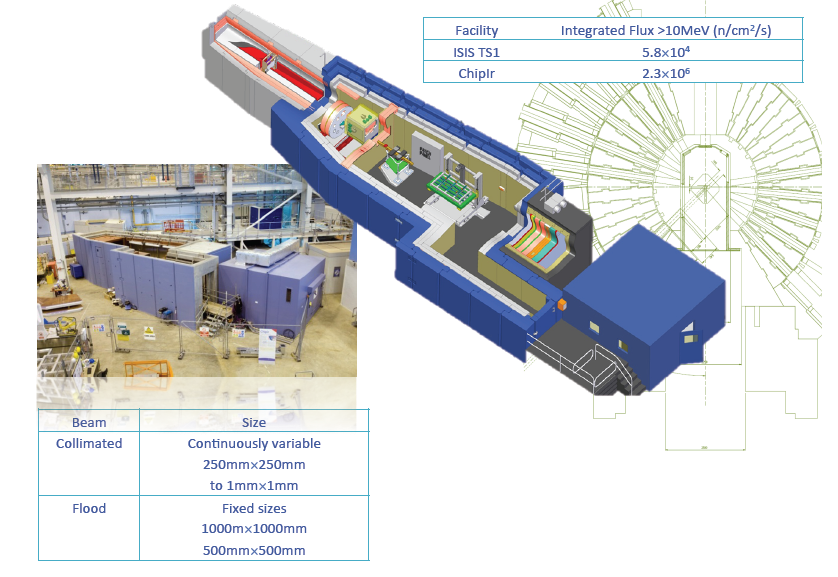 Facility Integrated Flux >10MeV (n/cm²/s)
ISIS TS1 5.8×10⁴
ChipIr 2.3×10⁶
Beam Size
Collimated Continuously variable
250mm×250mm
to 1mm×1mm
Flood Fixed sizes
1000m×1000mm
500mm×500mm